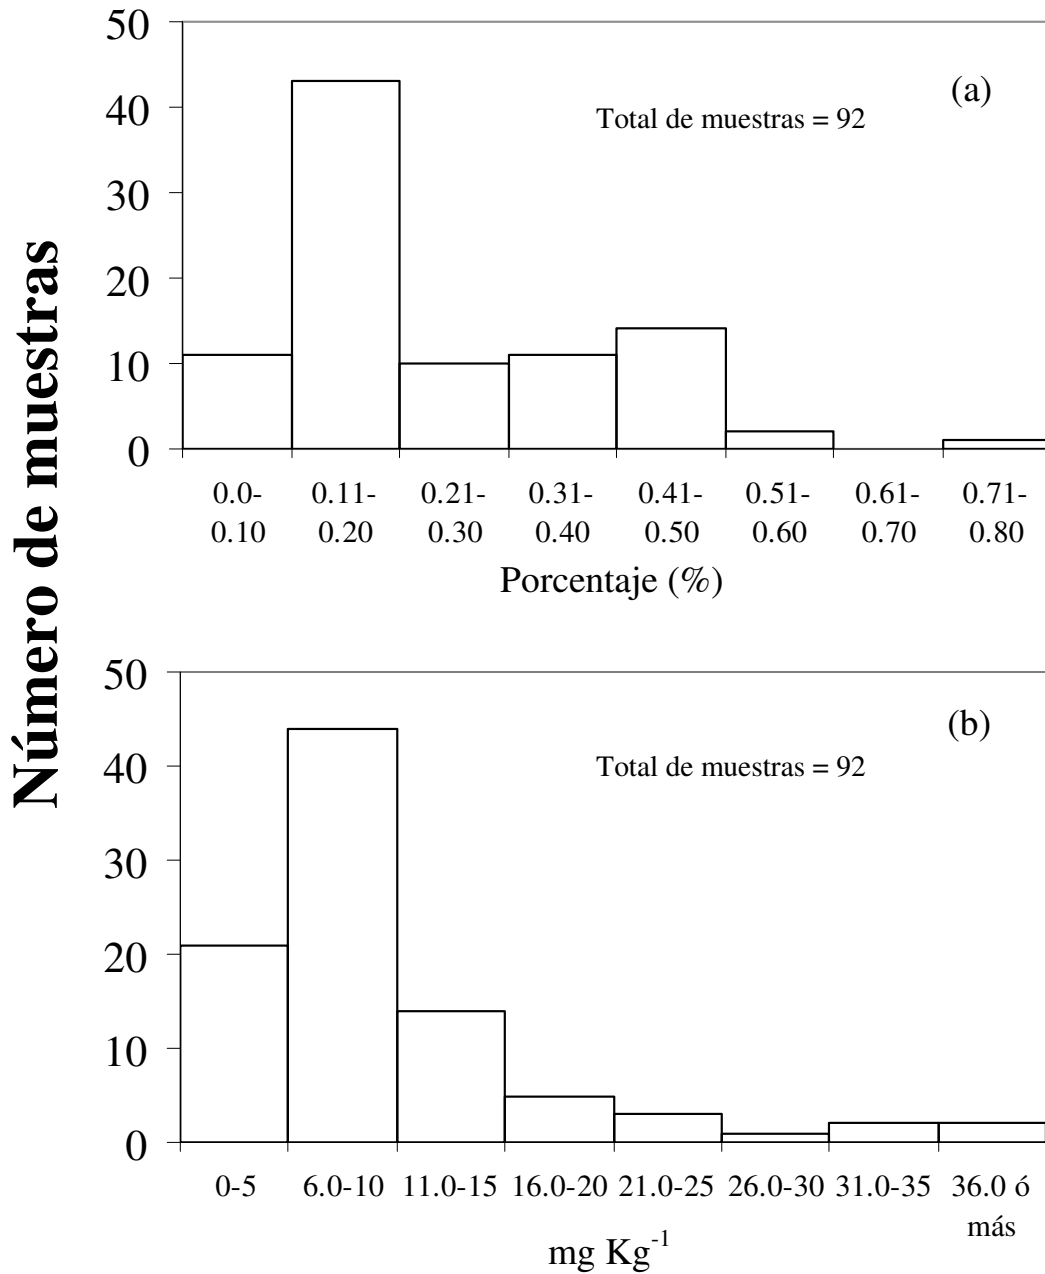 Número de muestras
50
(a)
Total de muestras = 92
40
30
20
10
0
0.0- 0.11- 0.21- 0.31- 0.41- 0.51- 0.61- 0.71-
0.10 0.20 0.30 0.40 0.50 0.60 0.70 0.80
Porcentaje (%)
50
(b)
Total de muestras = 92
40
30
20
10
0
0-5 6.0-10 11.0-15 16.0-20 21.0-25 26.0-30 31.0-35 36.0 ó
más
mg Kg⁻¹